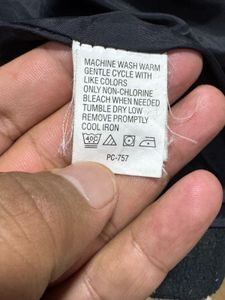 MACHINE WASH WARM
GENTLE CYCLE WITH
LIKE COLORS
ONLY NON-CHLORINE
BLEACH WHEN NEEDED
TUMBLE DRY LOW
REMOVE PROMPTLY
COOL IRON
PC-757